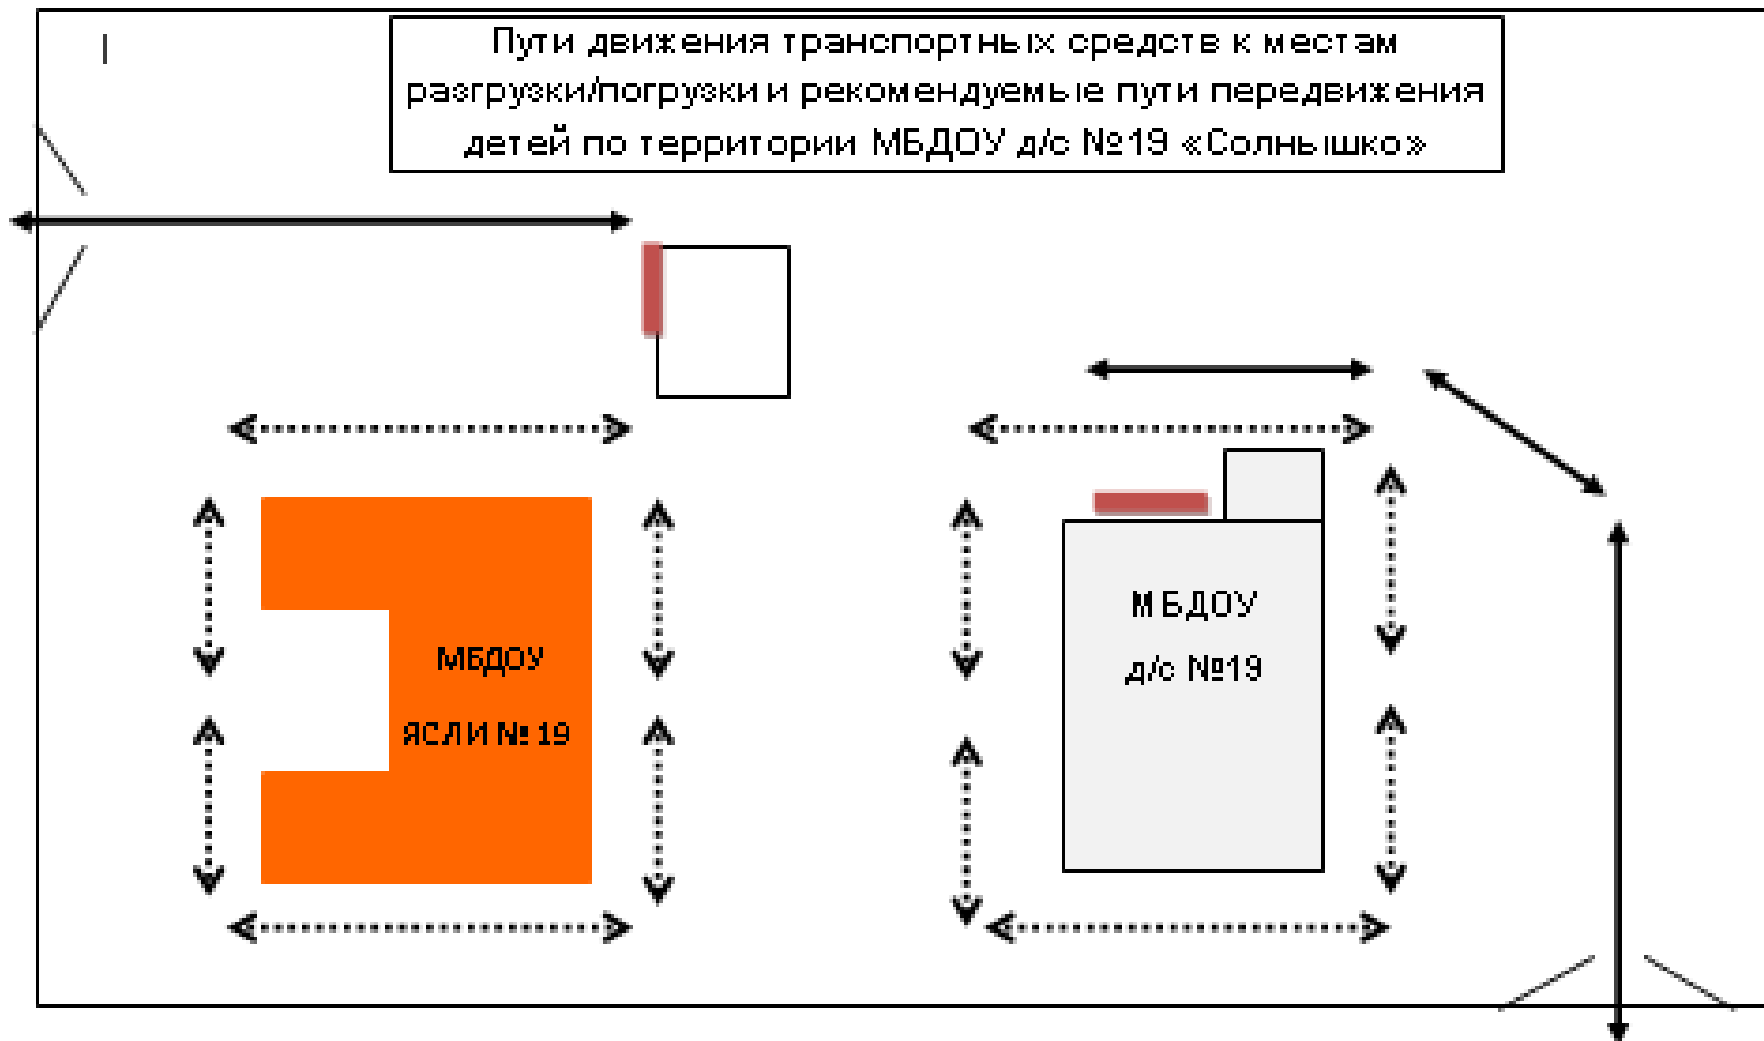 Пути движения транспортных средств к местам
разгрузки/погрузки и рекомендуемые пути передвижения
детей по территории МБДОУ д/с №19 «Солнышко»
МБДОУ
ЯСЛИ № 19
МБДОУ
д/с №19